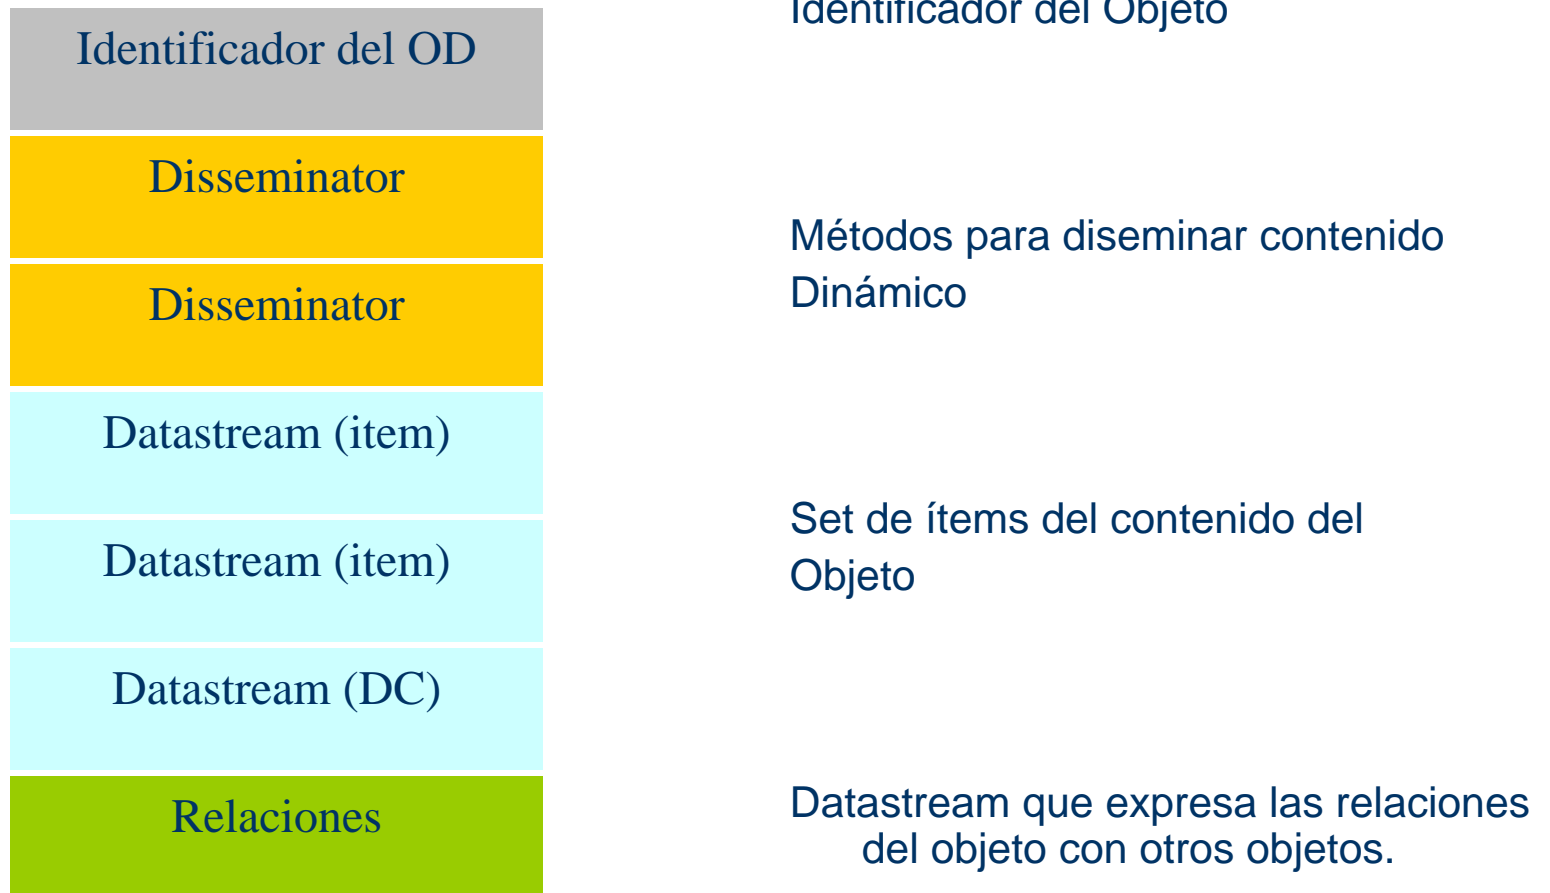 Identificador del Objeto
Identificador del OD
Disseminator
Métodos para diseminar contenido
Dinámico
Disseminator
Datastream (item)
Set de ítems del contenido del
Objeto
Datastream (item)
Datastream (DC)
Relaciones
Datastream que expresa las relaciones
del objeto con otros objetos.